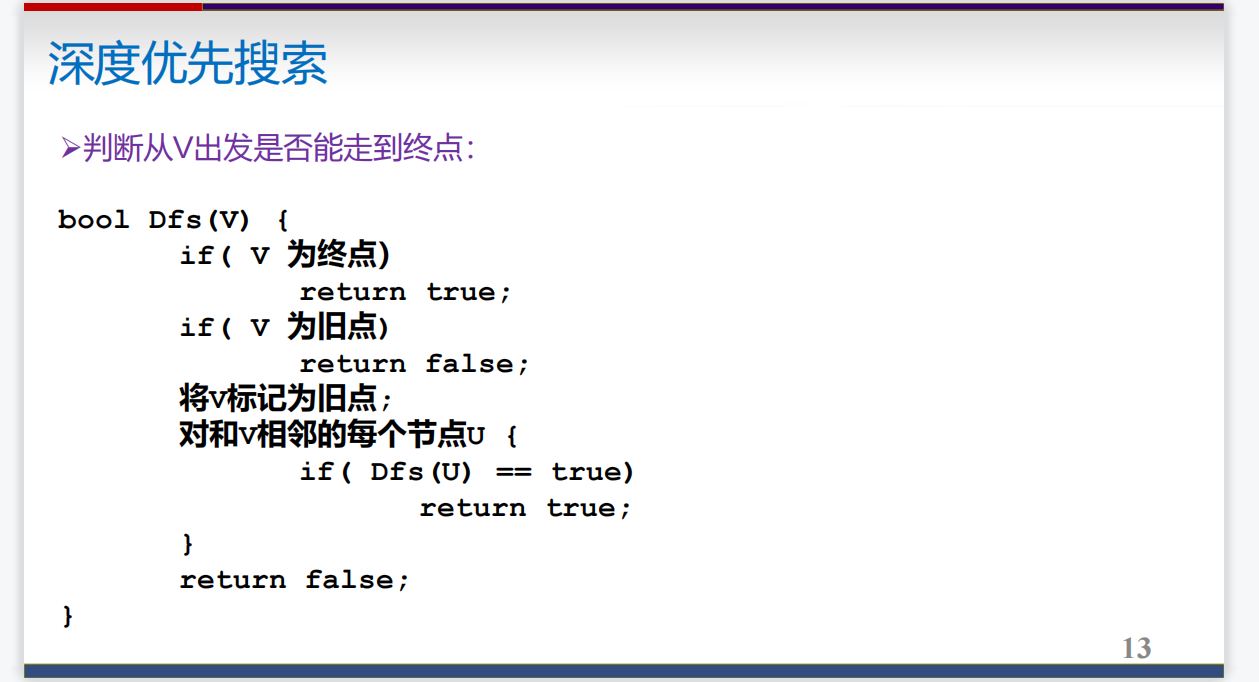 深度优先搜索
➢判断从V出发是否能走到终点:
bool Dfs(V) {
if( V 为终点)
return true;
if( V 为旧点)
return false;
将V标记为旧点;
对和V相邻的每个节点U {
if( Dfs(U) == true)
return true;
}
return false;
}
13